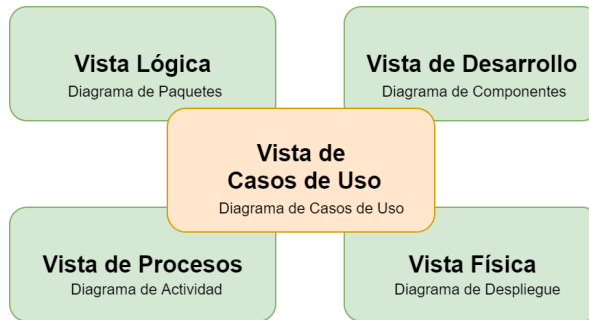 Vista Lógica
Diagrama de Paquetes
Vista de Desarrollo
Diagrama de Componentes
Vista de
Casos de Uso
Diagrama de Casos de Uso
Vista de Procesos
Diagrama de Actividad
Vista Física
Diagrama de Despliegue